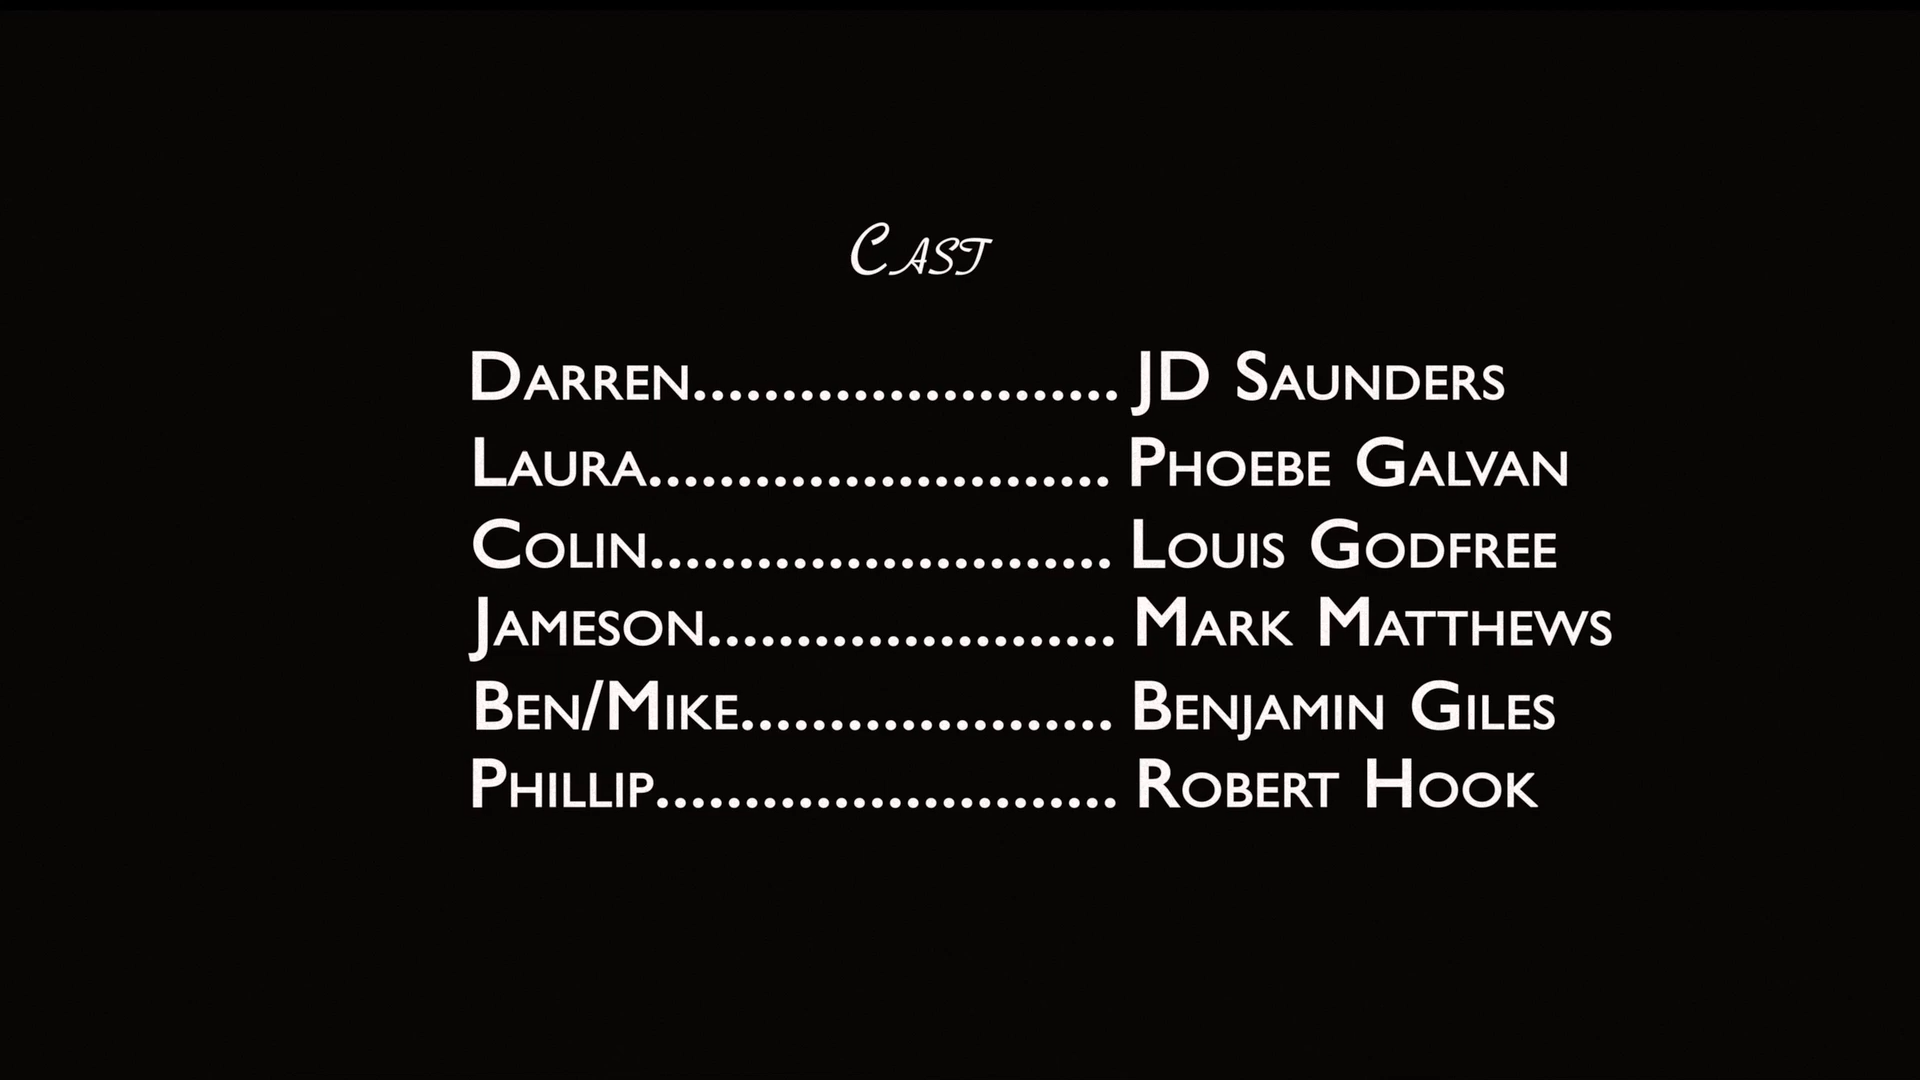 Cast
Darren........................ JD Saunders
Laura.......................... Phoebe Galvan
Colin.......................... Louis Godfree
Jameson....................... Mark Matthews
Ben/Mike..................... Benjamin Giles
Phillip.......................... Robert Hook